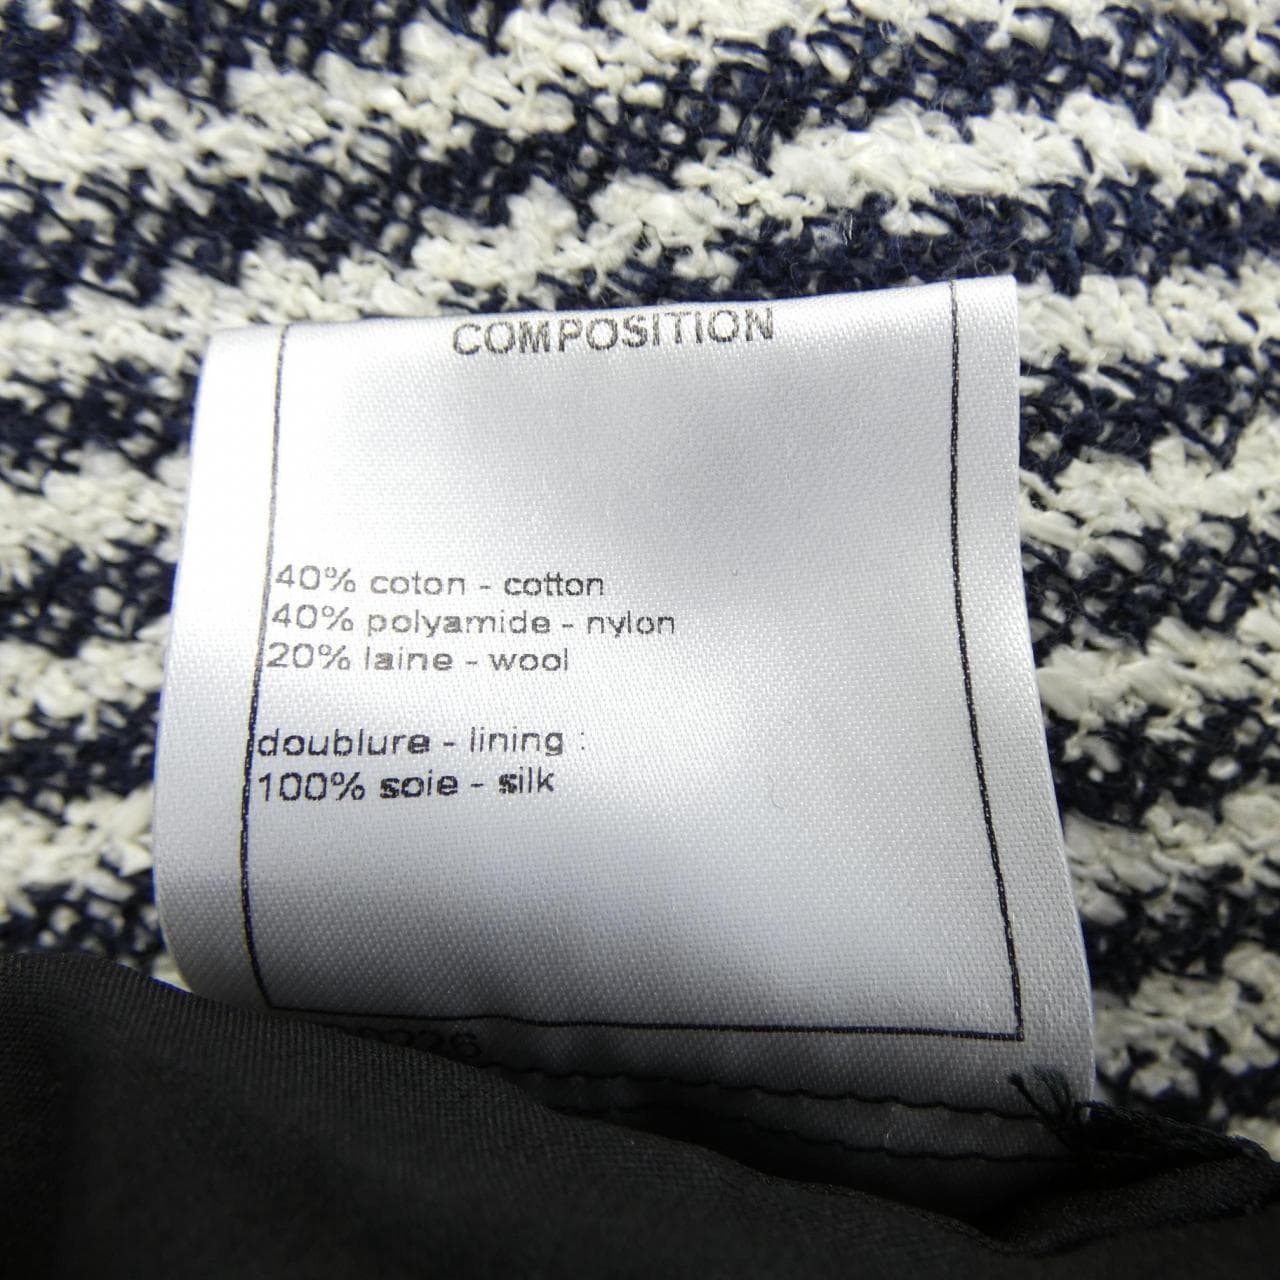 COMPOSITION
40% coton - cotton
40% polyamide - nylon
20% laine - wool
doublure - lining :
100% soie - silk